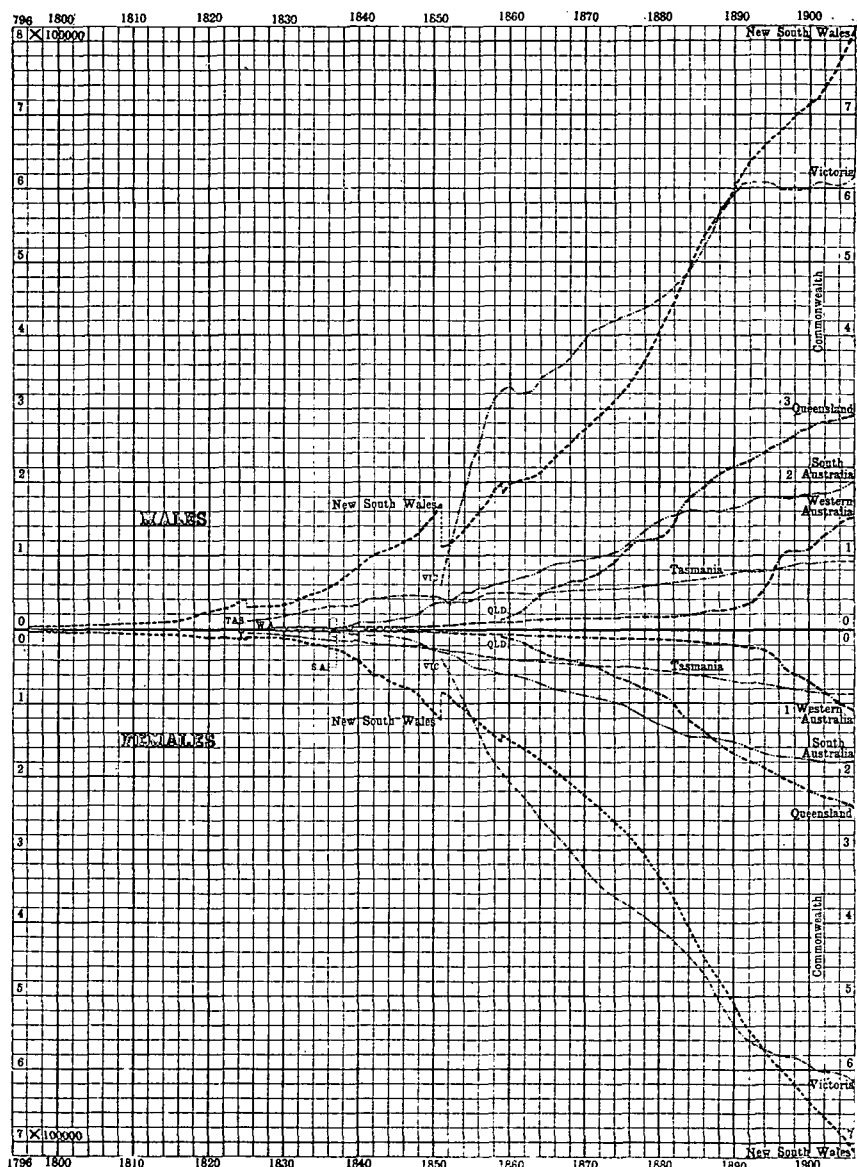 796 1800 1810 1820 1830 1840 1850 1860 1870 1880 1890 1900
8 × 100000 New South Wales
7 7
Victoria
6 6
5 5
Commonwealth
4 4
3 3
Queensland
South
2 2 Australia
Western
Australia
New South Wales
MALES
1 1
VIC
Tasmania
QLD.
TAS
W.A.
0 0
0 0
QLD.
S.A.
VIC
Tasmania
1 1 Western
Australia
New South Wales
FEMALES
South
Australia
2 2
Queensland
3 3
Commonwealth
4 4
5 5
6 6
Victoria
7 × 100000 7
New South Wales
1796 1800 1810 1820 1830 1840 1850 1860 1870 1880 1890 1900